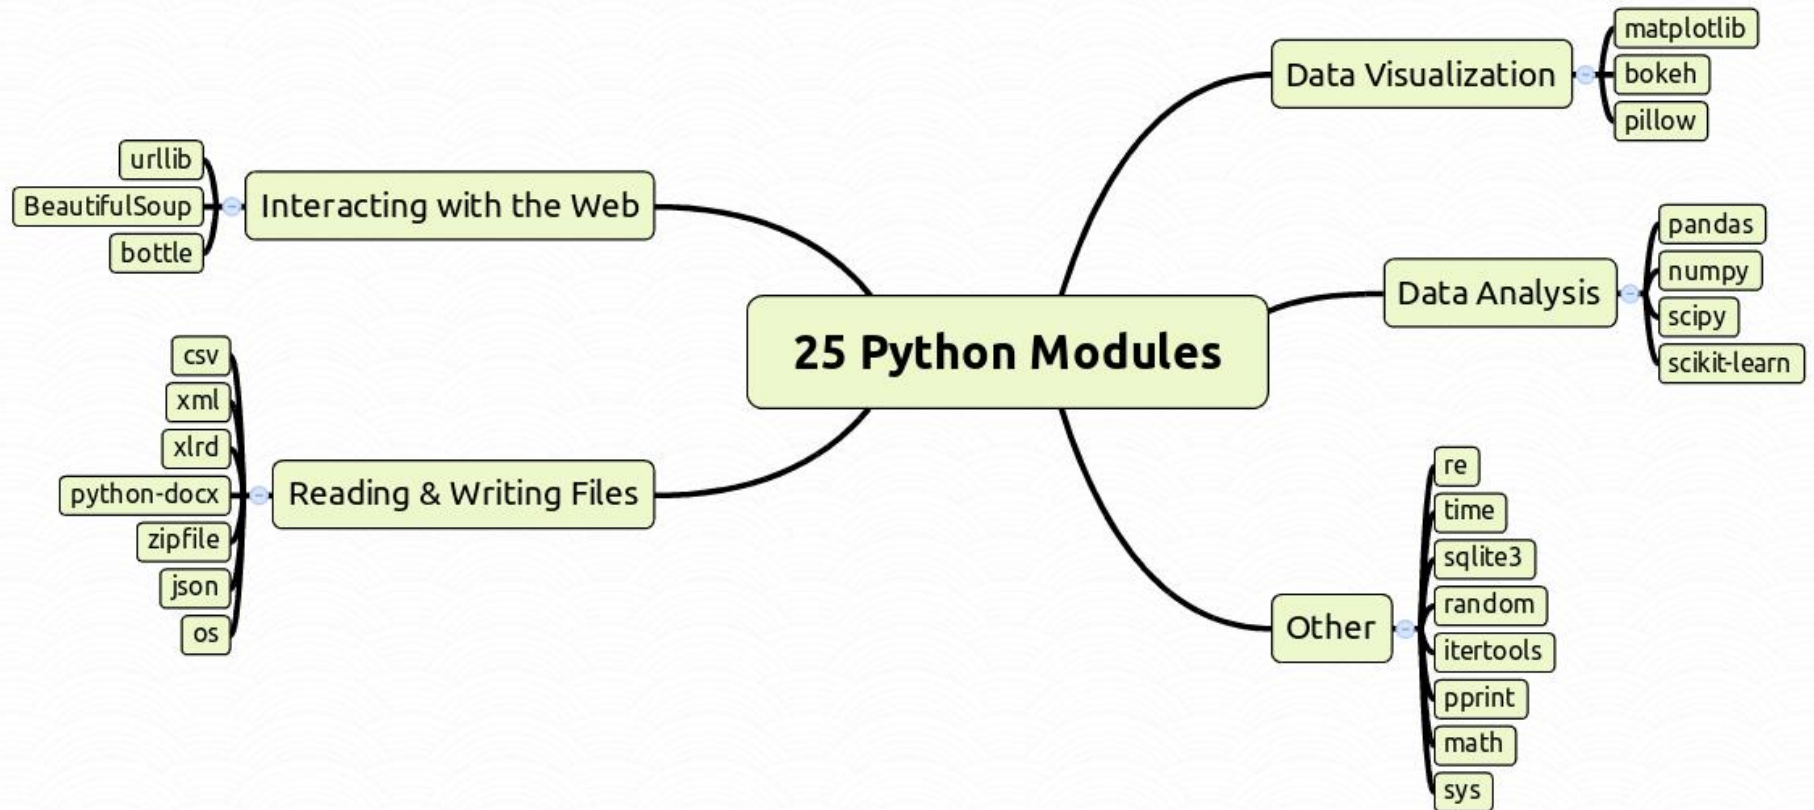 25 Python Modules
Data Visualization
matplotlib
bokeh
pillow
Data Analysis
pandas
numpy
scipy
scikit-learn
Other
re
time
sqlite3
random
itertools
pprint
math
sys
Interacting with the Web
urllib
BeautifulSoup
bottle
Reading & Writing Files
csv
xml
xlrd
python-docx
zipfile
json
os